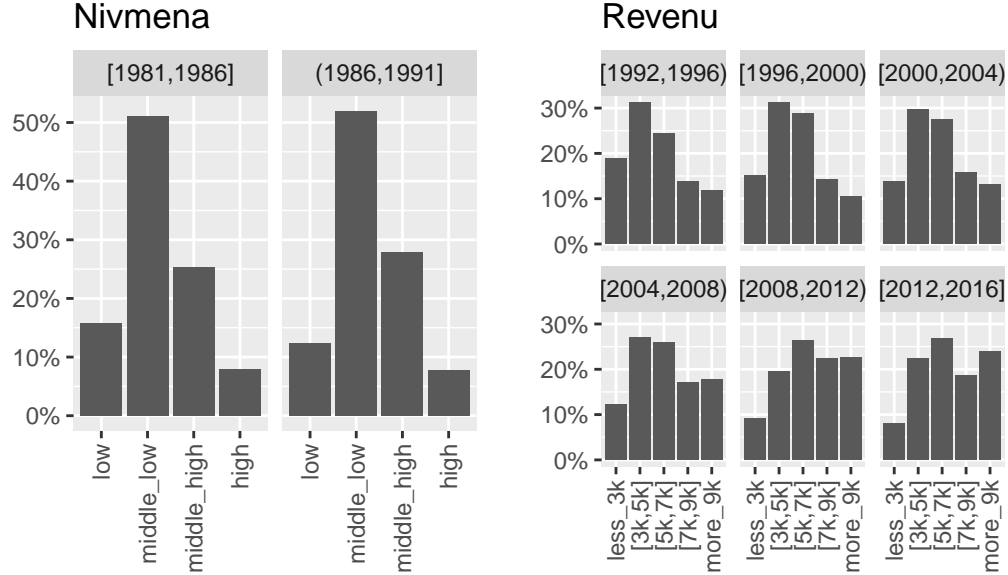 Nivmena
[1981,1986]
(1986,1991]
50%
40%
30%
20%
10%
0%
low
middle_low
middle_high
high
low
middle_low
middle_high
high
Revenu
[1992,1996)
[1996,2000)
[2000,2004)
30%
20%
10%
0%
[2004,2008)
[2008,2012)
[2012,2016]
30%
20%
10%
0%
less_3k
[3k,5k]
[5k,7k]
[7k,9k]
more_9k
less_3k
[3k,5k]
[5k,7k]
[7k,9k]
more_9k
less_3k
[3k,5k]
[5k,7k]
[7k,9k]
more_9k